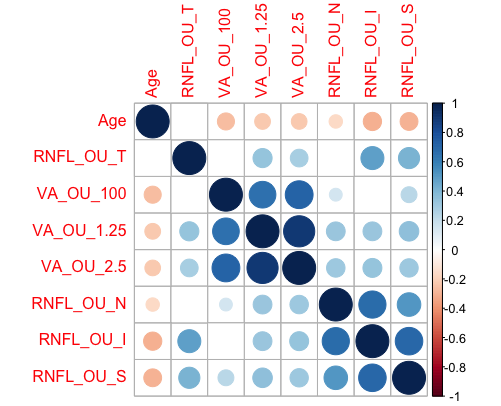 Age
RNFL_OU_T
VA_OU_100
VA_OU_1.25
VA_OU_2.5
RNFL_OU_N
RNFL_OU_I
RNFL_OU_S
Age
RNFL_OU_T
VA_OU_100
VA_OU_1.25
VA_OU_2.5
RNFL_OU_N
RNFL_OU_I
RNFL_OU_S
1
0.8
0.6
0.4
0.2
0
-0.2
-0.4
-0.6
-0.8
-1